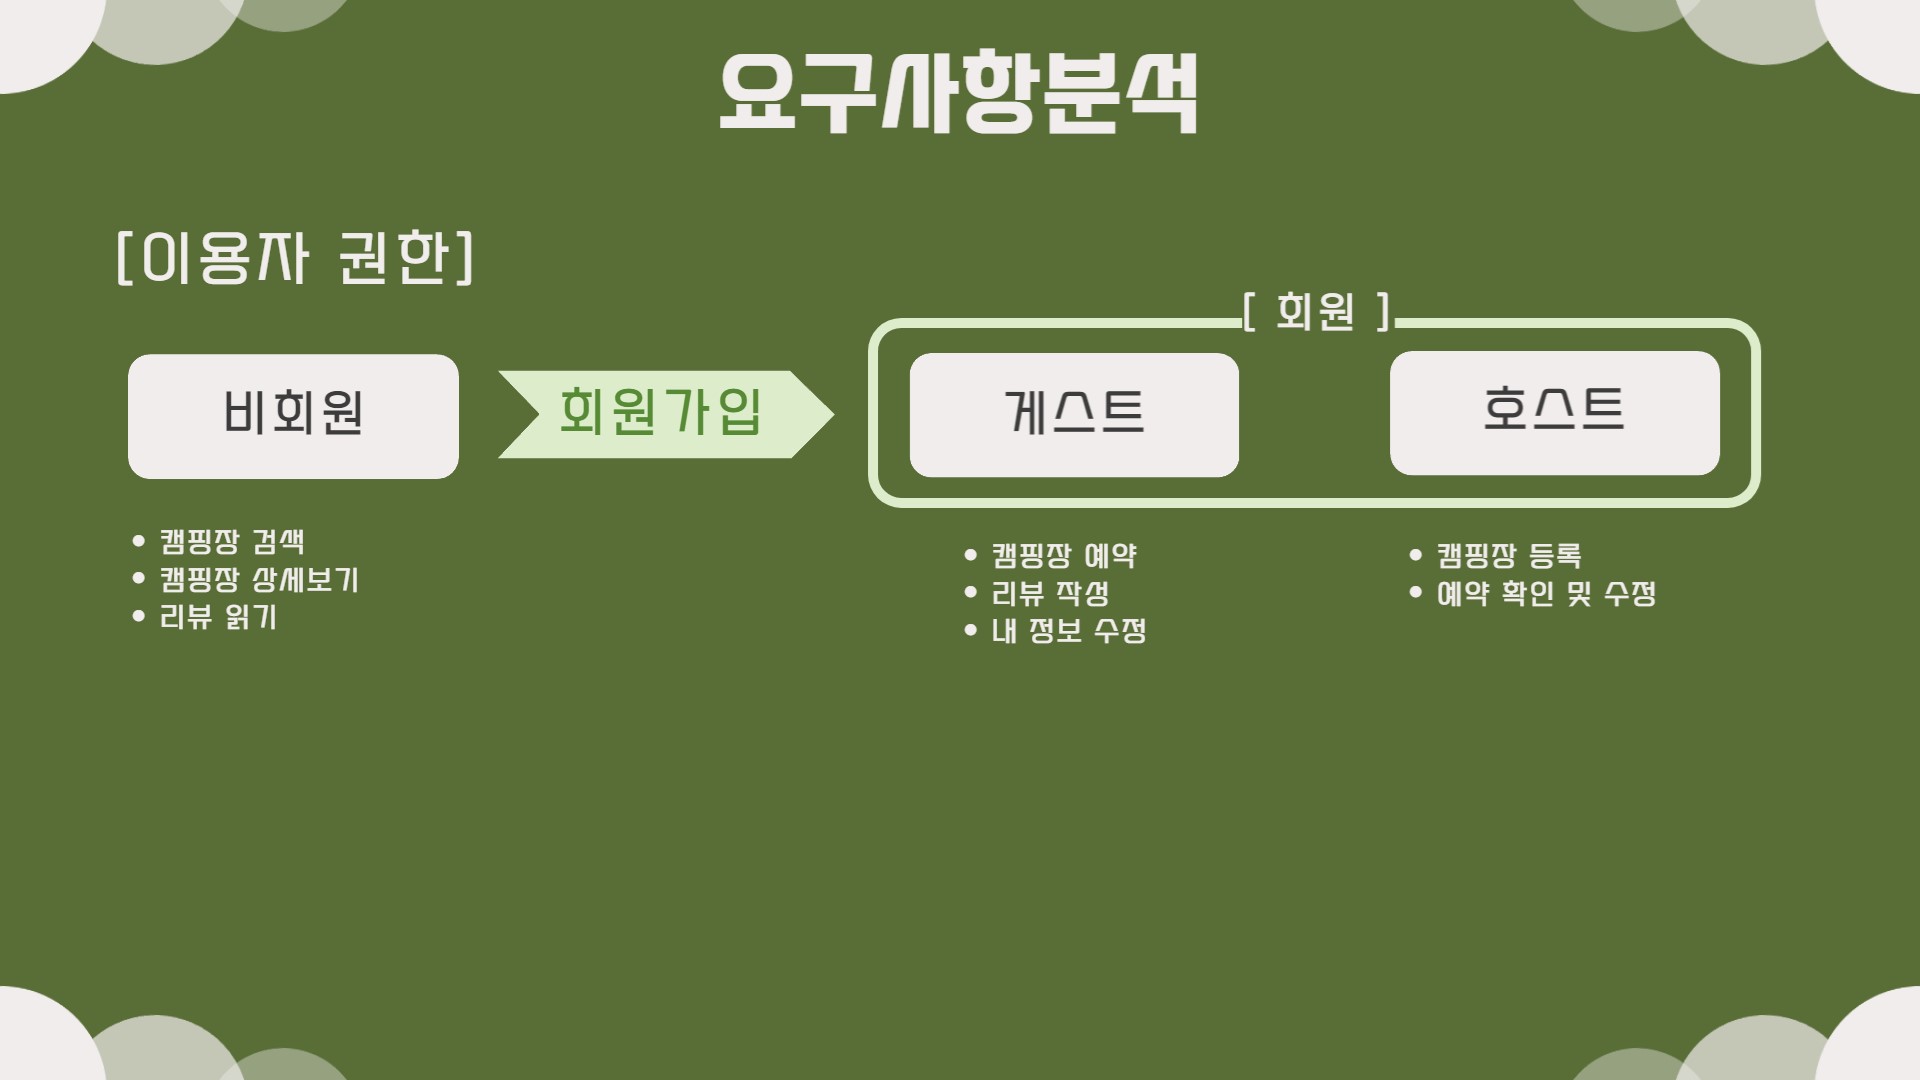 요구사항분석
[이용자 권한]
[ 회원 ]
비회원
회원가입
게스트
호스트
• 캠핑장 검색
• 캠핑장 상세보기
• 리뷰 읽기
• 캠핑장 예약
• 리뷰 작성
• 내 정보 수정
• 캠핑장 등록
• 예약 확인 및 수정